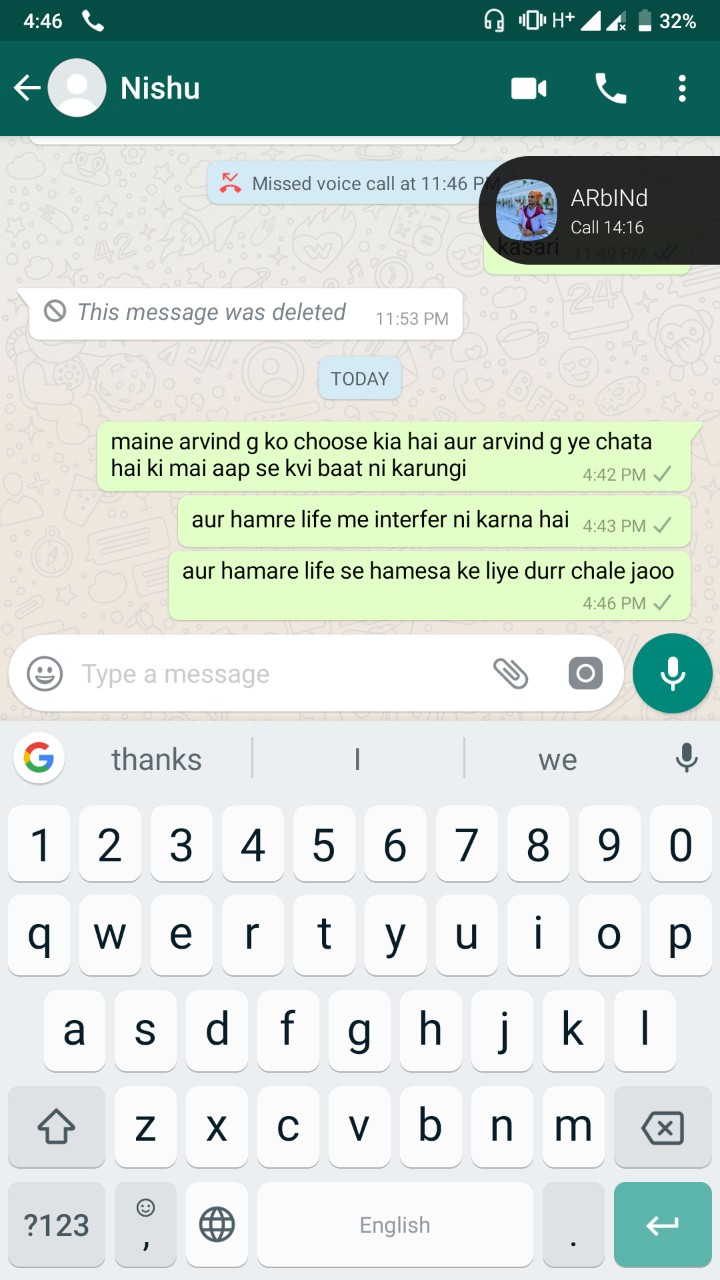 4:46 H+ 32%
Nishu
Missed voice call at 11:46 PM
ARbINd
Call 14:16
kasari 11:49 PM
This message was deleted 11:53 PM
TODAY
maine arvind g ko choose kia hai aur arvind g ye chata
hai ki mai aap se kvi baat ni karungi 4:42 PM
aur hamre life me interfer ni karna hai 4:43 PM
aur hamare life se hamesa ke liye durr chale jaoo
4:46 PM
Type a message
thanks I we
1 2 3 4 5 6 7 8 9 0
q w e r t y u i o p
a s d f g h j k l
z x c v b n m
?123 , English .